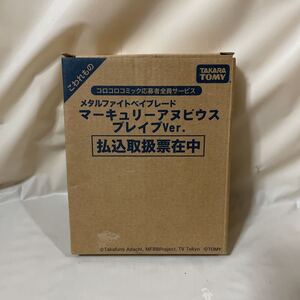 こわれもの
TAKARA
TOMY
コロコロコミック応募者全員サービス
メタルファイトベイブレード
マーキュリーアヌビウス
ブレイブVer.
払込取扱票在中
©Takafumi Adachi, MFBBProject, TV Tokyo ©TOMY